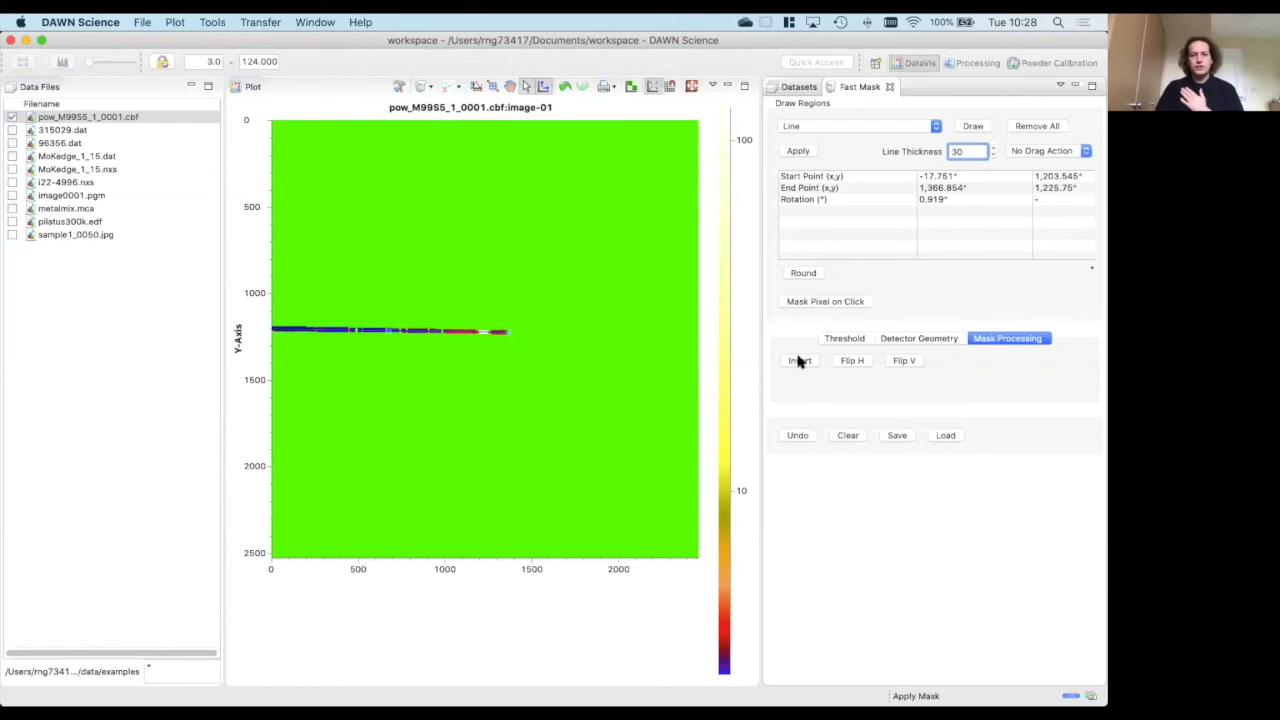 DAWN Science File Plot Tools Transfer Window Help 100% Tue 10:28
workspace - /Users/rng73417/Documents/workspace - DAWN Science
3.0 - 124.000 Quick Access DataVis Processing Powder Calibration
Data Files
Filename
pow_M99S5_1_0001.cbf
315029.dat
96356.dat
MoKedge_1_15.dat
MoKedge_1_15.nxs
i22-4996.nxs
image0001.pgm
metalmix.mca
pilatus300k.edf
sample1_0050.jpg
/Users/rng7341.../data/examples *
Plot
pow_M99S5_1_0001.cbf:image-01
0
500
1000
1500
2000
2500
Y-Axis
0 500 1000 1500 2000
100
10
Datasets Fast Mask
Draw Regions
Line Draw Remove All
Apply Line Thickness 30 No Drag Action
Start Point (x,y) -17.751° 1,203.545°
End Point (x,y) 1,366.854° 1,225.75°
Rotation (°) 0.919° -
Round *
Mask Pixel on Click
Threshold Detector Geometry Mask Processing
Invert Flip H Flip V
Undo Clear Save Load
Apply Mask